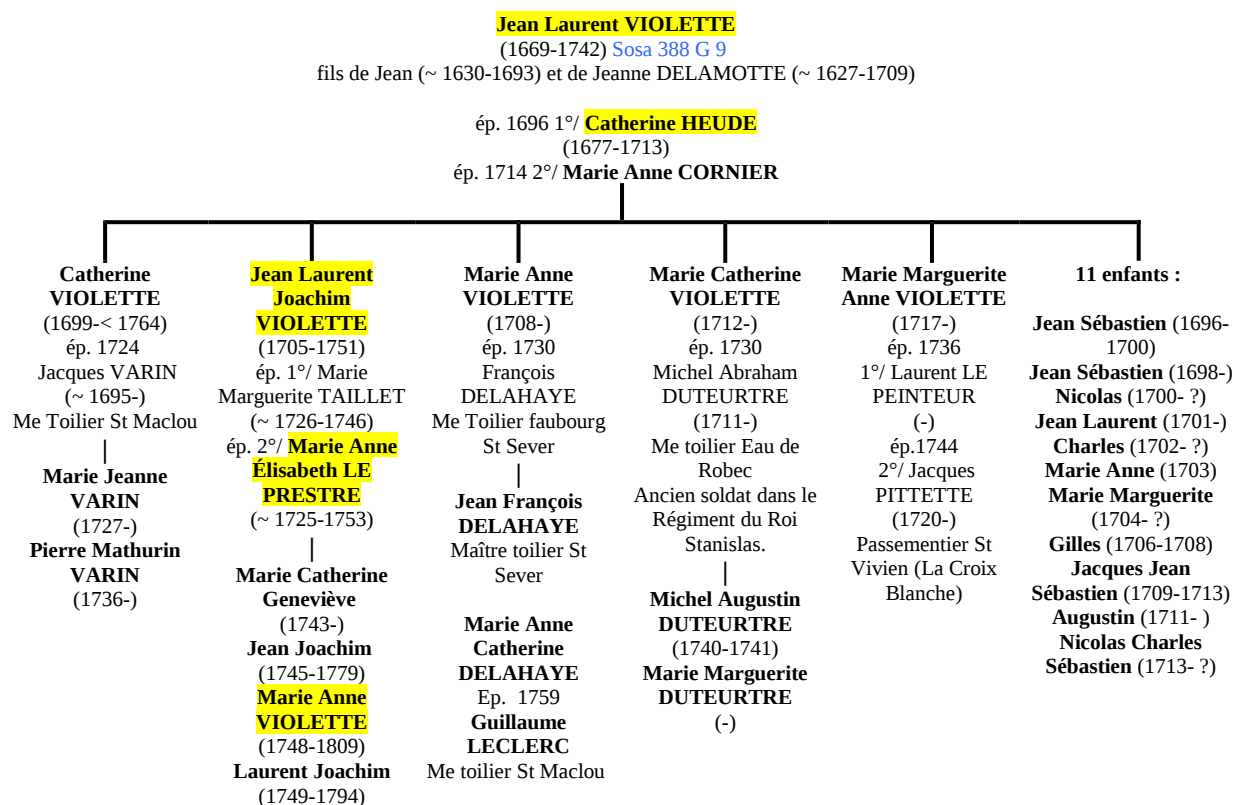 Jean Laurent VIOLETTE
(1669-1742) Sosa 388 G 9
fils de Jean (~ 1630-1693) et de Jeanne DELAMOTTE (~ 1627-1709)
ép. 1696 1°/ Catherine HEUDE
(1677-1713)
ép. 1714 2°/ Marie Anne CORNIER
Catherine
VIOLETTE
(1699-< 1764)
ép. 1724
Jacques VARIN
(~ 1695-)
Me Toilier St Maclou
|
Marie Jeanne
VARIN
(1727-)
Pierre Mathurin
VARIN
(1736-)
Jean Laurent
Joachim
VIOLETTE
(1705-1751)
ép. 1°/ Marie
Marguerite TAILLET
(~ 1726-1746)
ép. 2°/ Marie Anne
Élisabeth LE
PRESTRE
(~ 1725-1753)
|
Marie Catherine
Geneviève
(1743-)
Jean Joachim
(1745-1779)
Marie Anne
VIOLETTE
(1748-1809)
Laurent Joachim
(1749-1794)
Marie Anne
VIOLETTE
(1708-)
ép. 1730
François
DELAHAYE
Me Toilier faubourg
St Sever
|
Jean François
DELAHAYE
Maître toilier St
Sever
Marie Anne
Catherine
DELAHAYE
Ep. 1759
Guillaume
LECLERC
Me toilier St Maclou
Marie Catherine
VIOLETTE
(1712-)
ép. 1730
Michel Abraham
DUTEURTRE
(1711-)
Me toilier Eau de
Robec
Ancien soldat dans le
Régiment du Roi
Stanislas.
|
Michel Augustin
DUTEURTRE
(1740-1741)
Marie Marguerite
DUTEURTRE
(-)
Marie Marguerite
Anne VIOLETTE
(1717-)
ép. 1736
1°/ Laurent LE
PEINTEUR
(-)
ép.1744
2°/ Jacques
PITTETTE
(1720-)
Passementier St
Vivien (La Croix
Blanche)
11 enfants :
Jean Sébastien (1696-
1700)
Jean Sébastien (1698-)
Nicolas (1700- ?)
Jean Laurent (1701-)
Charles (1702- ?)
Marie Anne (1703)
Marie Marguerite
(1704- ?)
Gilles (1706-1708)
Jacques Jean
Sébastien (1709-1713)
Augustin (1711- )
Nicolas Charles
Sébastien (1713- ?)